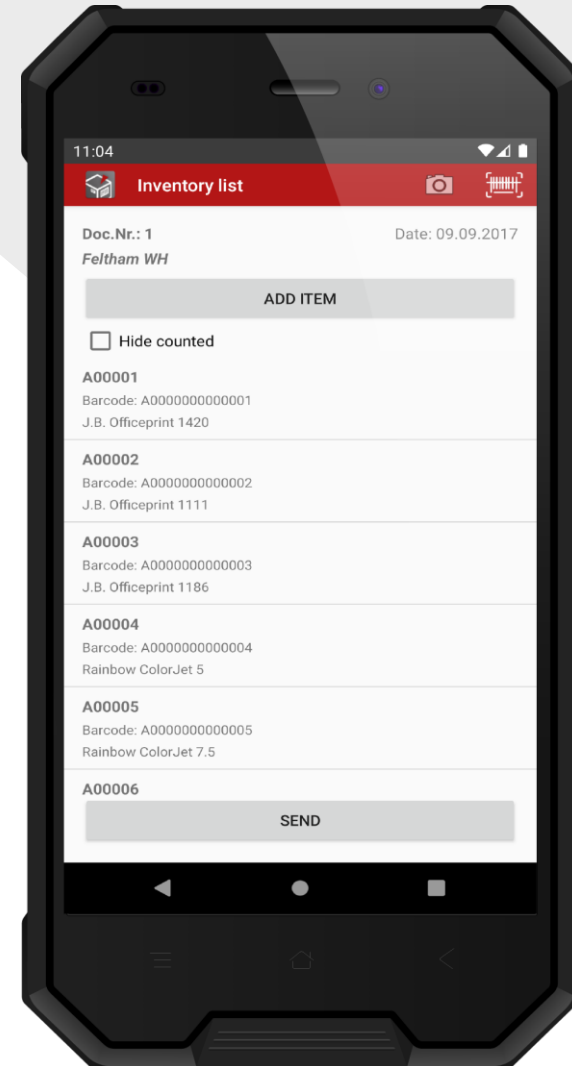 11:04
Inventory list
Doc.Nr.: 1
Date: 09.09.2017
Feltham WH
ADD ITEM
Hide counted
A00001
Barcode: A0000000000001
J.B. Officeprint 1420
A00002
Barcode: A0000000000002
J.B. Officeprint 1111
A00003
Barcode: A0000000000003
J.B. Officeprint 1186
A00004
Barcode: A0000000000004
Rainbow ColorJet 5
A00005
Barcode: A0000000000005
Rainbow ColorJet 7.5
A00006
SEND